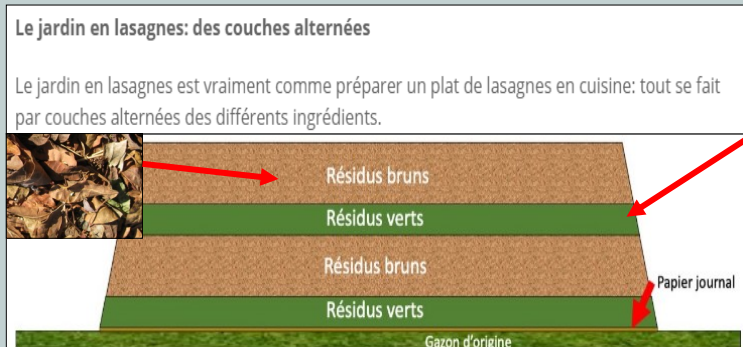 Le jardin en lasagnes: des couches alternées
Le jardin en lasagnes est vraiment comme préparer un plat de lasagnes en cuisine: tout se fait
par couches alternées des différents ingrédients.
Résidus bruns
Résidus verts
Résidus bruns
Papier journal
Résidus verts
Gazon d'origine